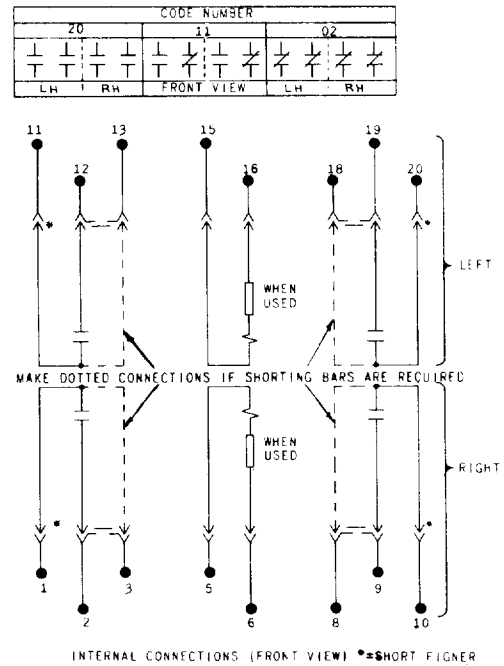 CODE NUMBER
20 11 02
LH RH FRONT VIEW LH RH
11 13 15 19
12 16 18 20
* *
WHEN
USED
LEFT
MAKE DOTTED CONNECTIONS IF SHORTING BARS ARE REQUIRED
WHEN
USED
RIGHT
* *
1 3 5 9
2 6 8 10
INTERNAL CONNECTIONS (FRONT VIEW) *=SHORT FIGNER